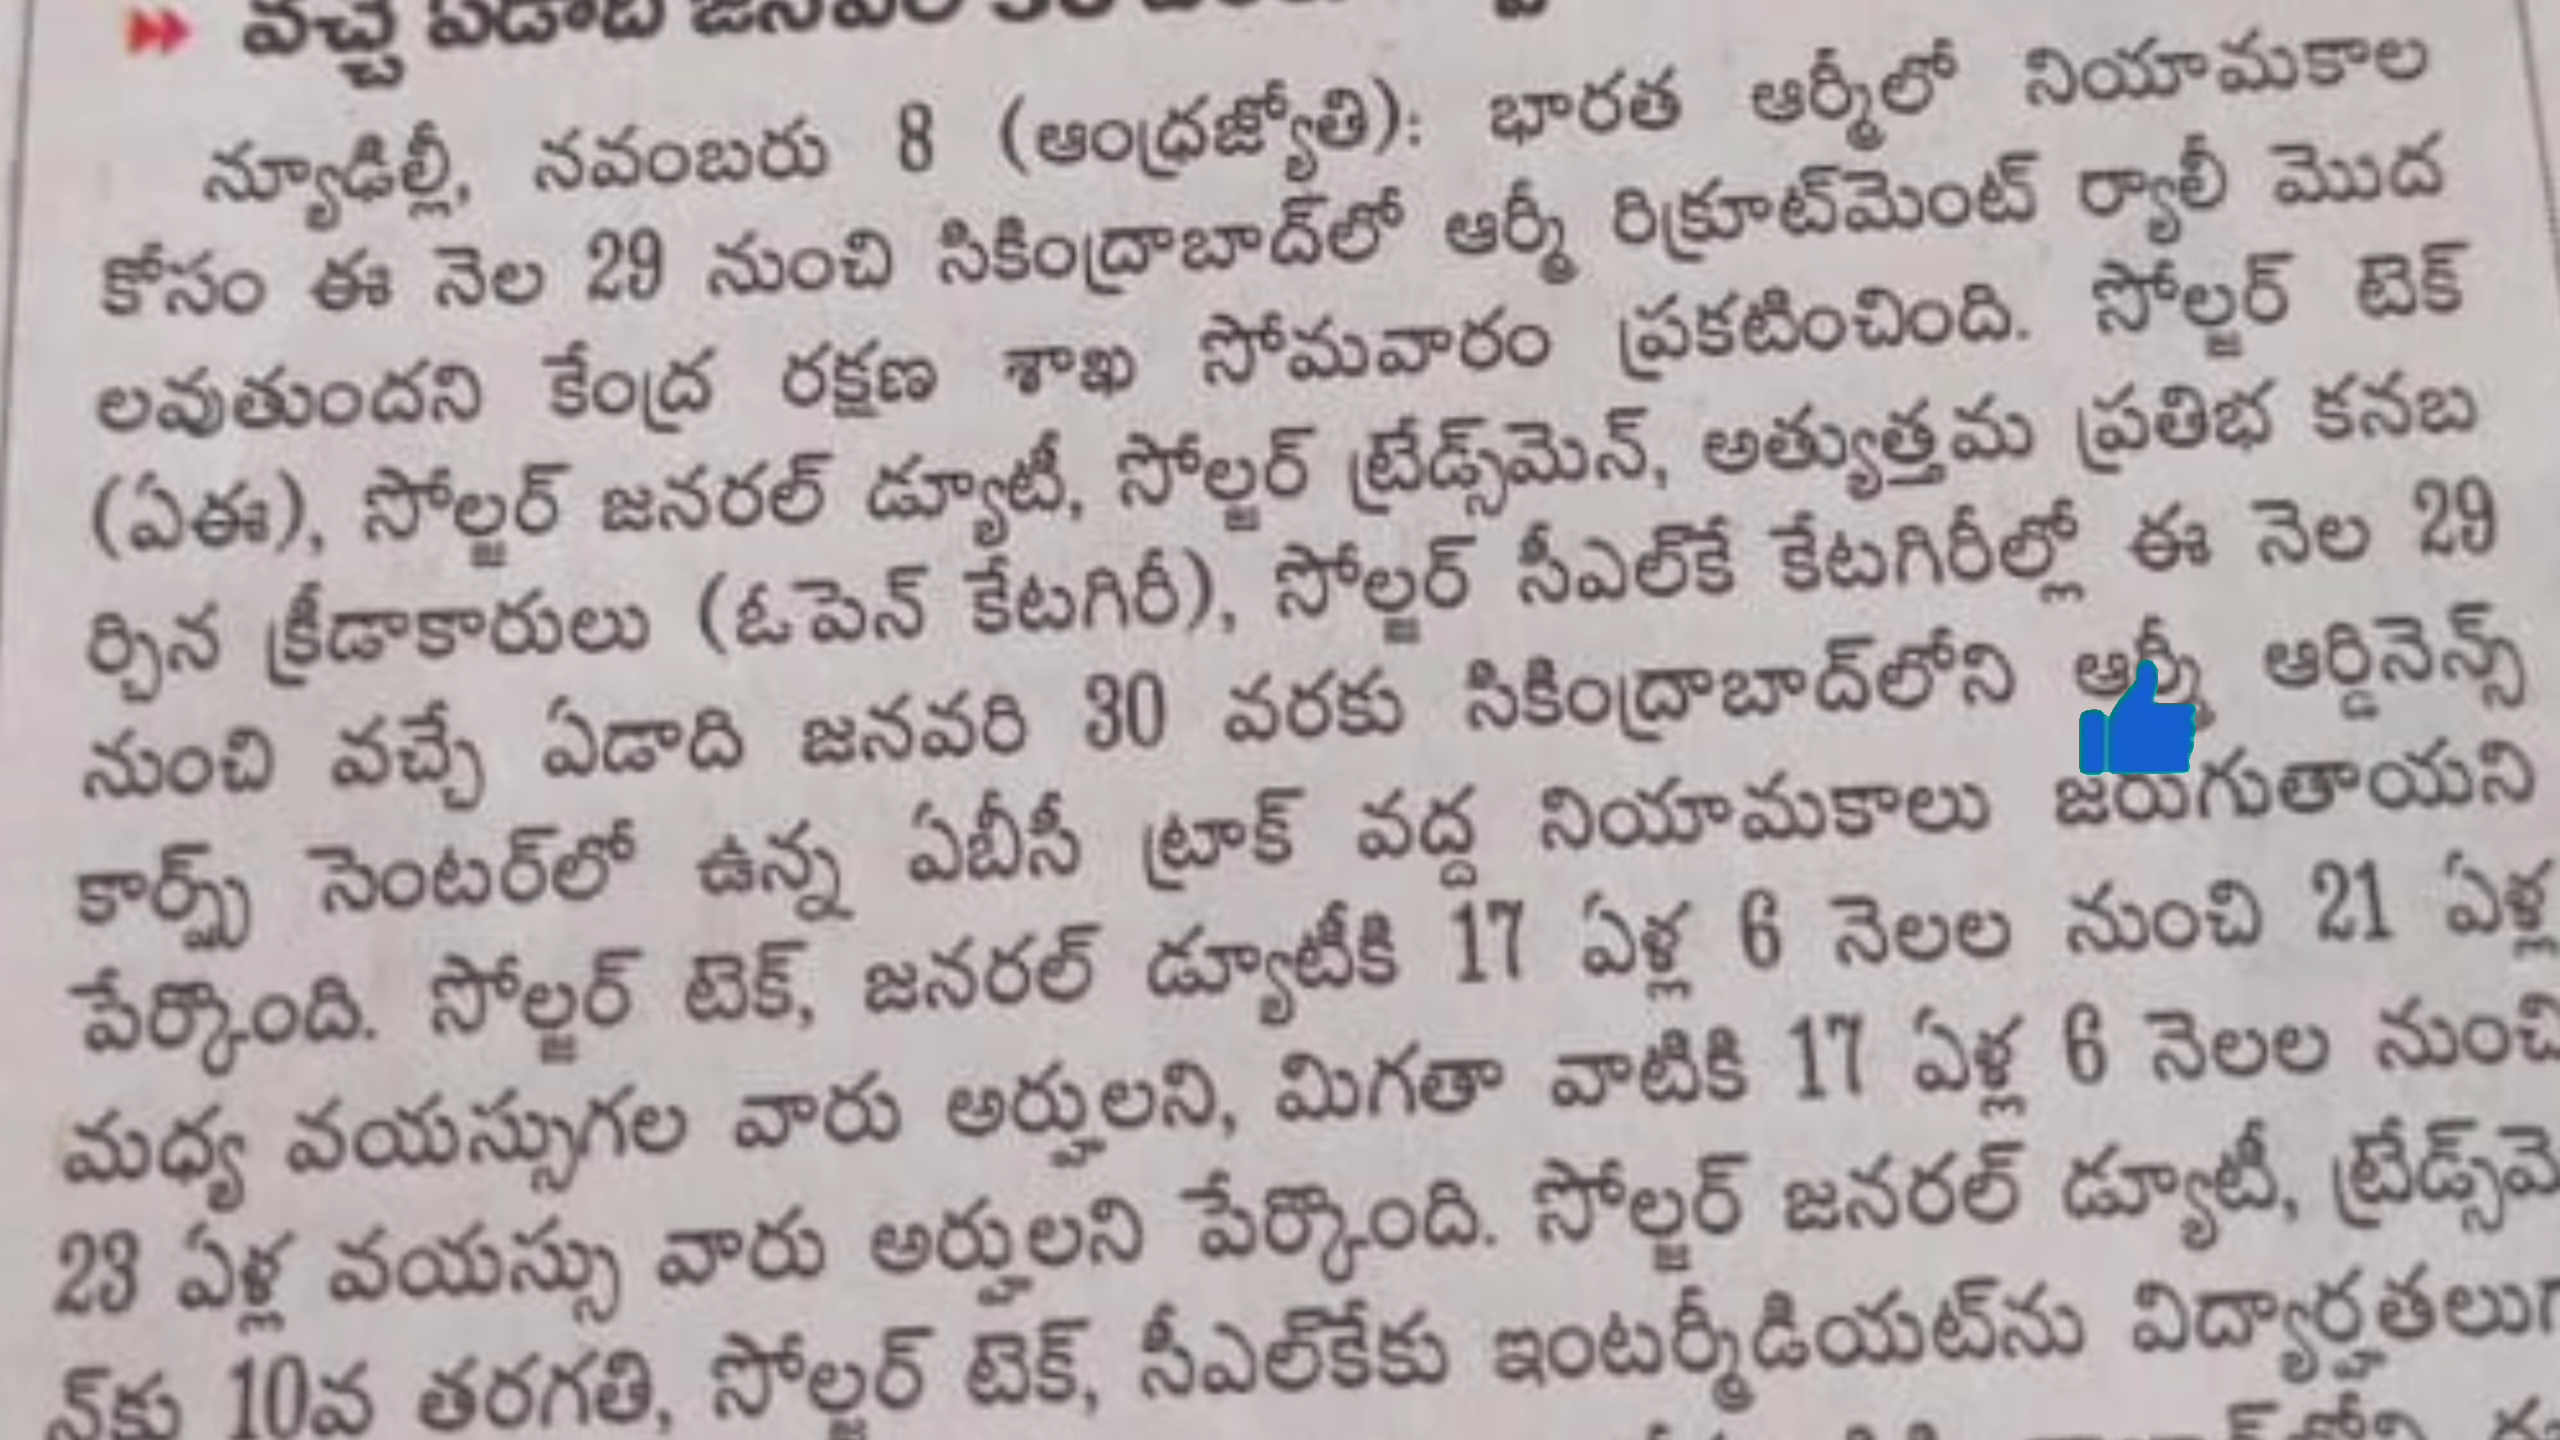 వచ్చే ఏడాది జనవరి 30
న్యూఢిల్లీ, నవంబరు 8 (ఆంధ్రజ్యోతి): భారత ఆర్మీలో నియామకాల
కోసం ఈ నెల 29 నుంచి సికింద్రాబాద్‌లో ఆర్మీ రిక్రూట్‌మెంట్ ర్యాలీ మొద
లవుతుందని కేంద్ర రక్షణ శాఖ సోమవారం ప్రకటించింది. సోల్జర్ టెక్
(ఏఈ), సోల్జర్ జనరల్ డ్యూటీ, సోల్జర్ ట్రేడ్స్‌మెన్, అత్యుత్తమ ప్రతిభ కనబ
ర్చిన క్రీడాకారులు (ఓపెన్ కేటగిరీ), సోల్జర్ సీఎల్‌కే కేటగిరీల్లో ఈ నెల 29
నుంచి వచ్చే ఏడాది జనవరి 30 వరకు సికింద్రాబాద్‌లోని ఆర్మీ ఆర్డినెన్స్
కార్ప్స్ సెంటర్‌లో ఉన్న ఏబీసీ ట్రాక్ వద్ద నియామకాలు జరుగుతాయని
పేర్కొంది. సోల్జర్ టెక్, జనరల్ డ్యూటీకి 17 ఏళ్ల 6 నెలల నుంచి 21 ఏళ్ల
మధ్య వయస్సుగల వారు అర్హులని, మిగతా వాటికి 17 ఏళ్ల 6 నెలల నుంచి
23 ఏళ్ల వయస్సు వారు అర్హులని పేర్కొంది. సోల్జర్ జనరల్ డ్యూటీ, ట్రేడ్స్‌మె
న్‌కు 10వ తరగతి, సోల్జర్ టెక్, సీఎల్‌కేకు ఇంటర్మీడియట్‌ను విద్యార్హతలుగ